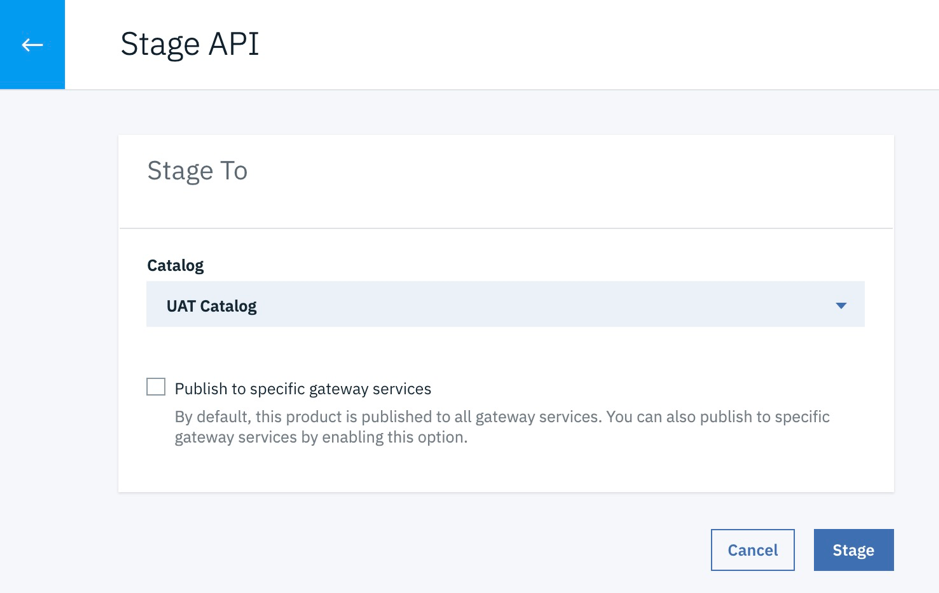 Stage API
Stage To
Catalog
UAT Catalog
Publish to specific gateway services
By default, this product is published to all gateway services. You can also publish to specific
gateway services by enabling this option.
Cancel
Stage